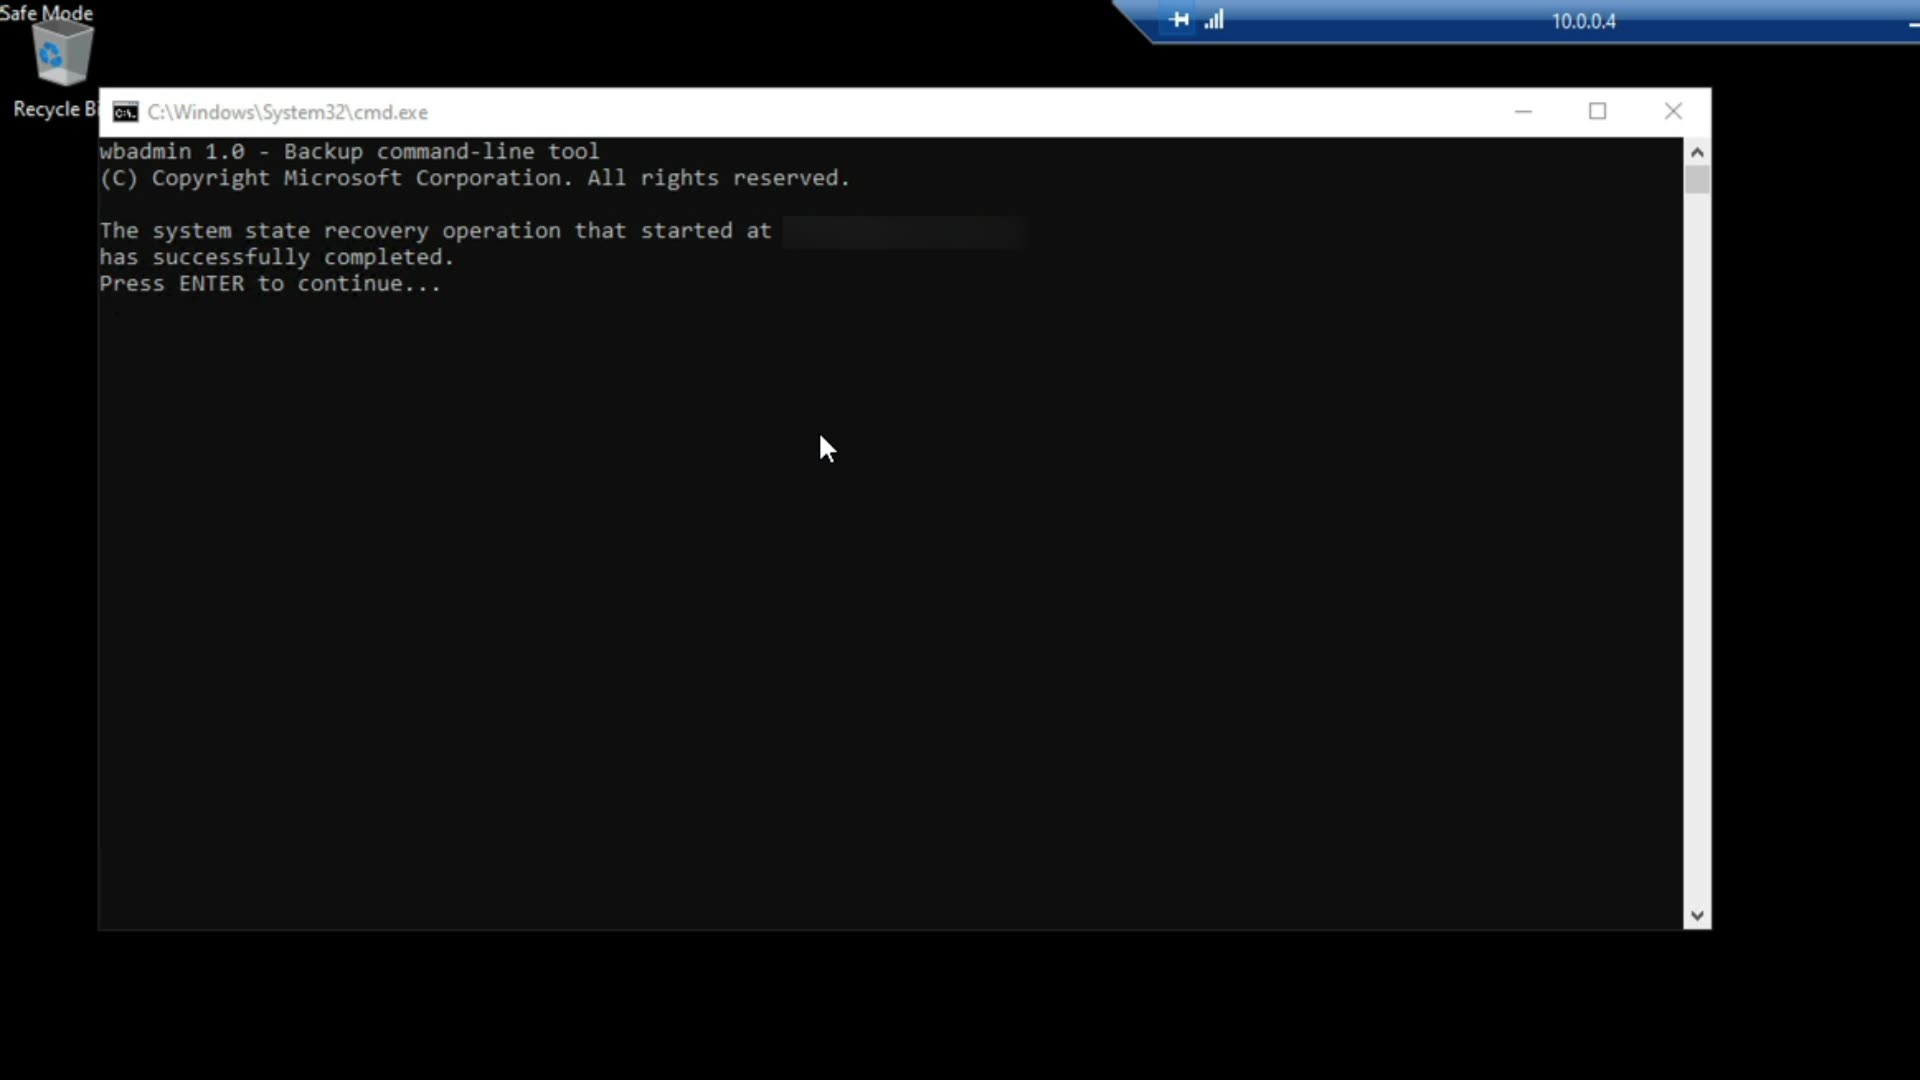 Safe Mode
10.0.0.4
Recycle Bi
C:\Windows\System32\cmd.exe
wbadmin 1.0 - Backup command-line tool
(C) Copyright Microsoft Corporation. All rights reserved.
The system state recovery operation that started at
has successfully completed.
Press ENTER to continue...